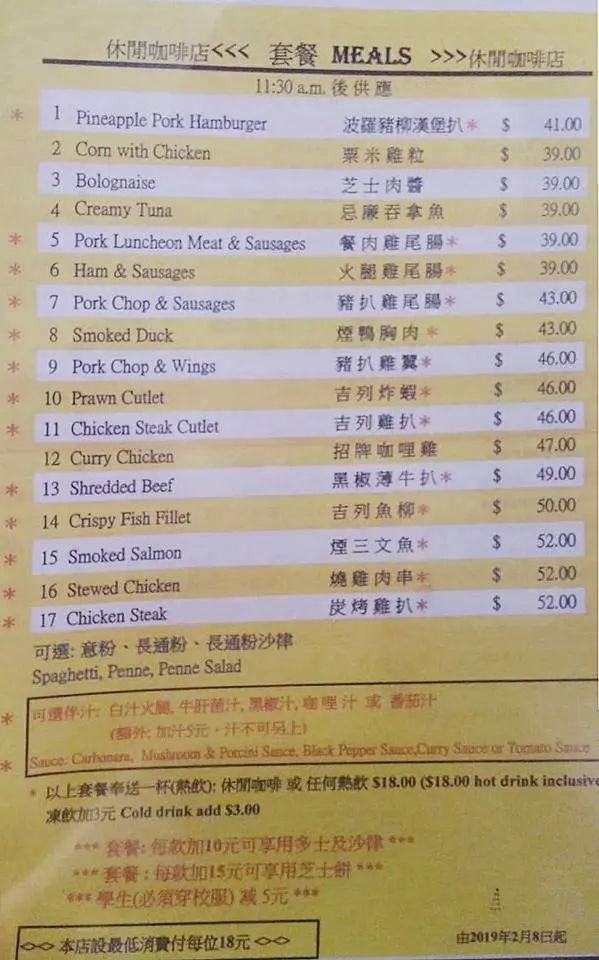 休閒咖啡店<<< 套餐 MEALS >>>休閒咖啡店
11:30 a.m. 後供應
* 1 Pineapple Pork Hamburger 波羅豬柳漢堡扒* $ 41.00
2 Corn with Chicken 粟米雞粒 $ 39.00
3 Bolognaise 芝士肉醬 $ 39.00
4 Creamy Tuna 忌廉吞拿魚 $ 39.00
* 5 Pork Luncheon Meat & Sausages 餐肉雞尾腸* $ 39.00
* 6 Ham & Sausages 火腿雞尾腸* $ 39.00
* 7 Pork Chop & Sausages 豬扒雞尾腸* $ 43.00
* 8 Smoked Duck 煙鴨胸肉* $ 43.00
* 9 Pork Chop & Wings 豬扒雞翼* $ 46.00
* 10 Prawn Cutlet 吉列炸蝦* $ 46.00
* 11 Chicken Steak Cutlet 吉列雞扒* $ 46.00
12 Curry Chicken 招牌咖哩雞 $ 47.00
* 13 Shredded Beef 黑椒薄牛扒* $ 49.00
* 14 Crispy Fish Fillet 吉列魚柳* $ 50.00
* 15 Smoked Salmon 煙三文魚* $ 52.00
* 16 Stewed Chicken 燒雞肉串* $ 52.00
* 17 Chicken Steak 炭烤雞扒* $ 52.00
可選: 意粉、長通粉、長通粉沙律
Spaghetti, Penne, Penne Salad
* 可選伴汁: 白汁火腿, 牛肝菌汁, 黑椒汁, 咖哩汁 或 蕃茄汁
(額外: 加汁5元, 汁不可另上)
* Sauce: Carbonara, Mushroom & Porcini Sauce, Black Pepper Sauce,Curry Sauce or Tomato Sauce
* 以上套餐奉送一杯(熱飲): 休閒咖啡 或 任何熱飲 $18.00 ($18.00 hot drink inclusive
凍飲加3元 Cold drink add $3.00
*** 套餐: 每款加10元可享用多士及沙律 ***
*** 套餐: 每款加15元可享用芝士餅 ***
*** 學生(必須穿校服) 減 5元 ***
<><> 本店設最低消費付每位18元 <><>
由2019年2月8日起